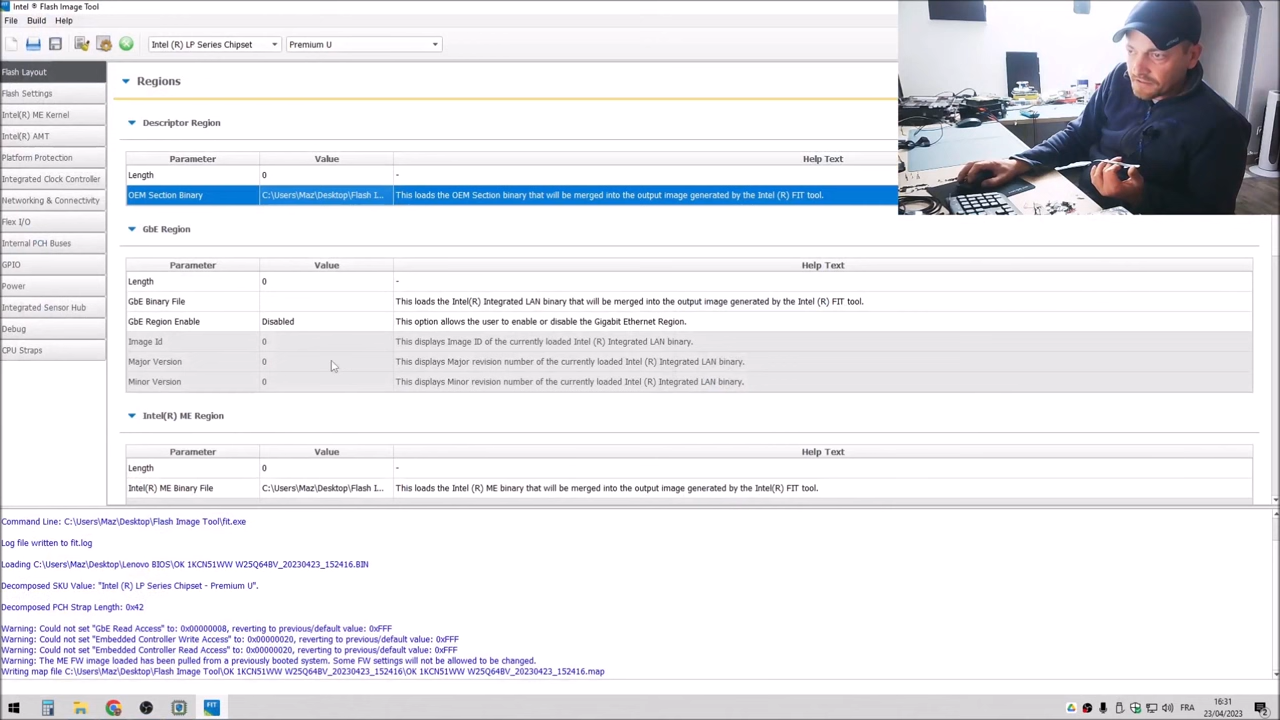 Intel ® Flash Image Tool
File Build Help
Intel (R) LP Series Chipset Premium U
Flash Layout
Flash Settings
Intel(R) ME Kernel
Intel(R) AMT
Platform Protection
Integrated Clock Controller
Networking & Connectivity
Flex I/O
Internal PCH Buses
GPIO
Power
Integrated Sensor Hub
Debug
CPU Straps
Regions
Descriptor Region
Parameter Value Help Text
Length 0 -
OEM Section Binary C:\Users\Maz\Desktop\Flash I... This loads the OEM Section binary that will be merged into the output image generated by the Intel (R) FIT tool.
GbE Region
Parameter Value Help Text
Length 0 -
GbE Binary File This loads the Intel(R) Integrated LAN binary that will be merged into the output image generated by the Intel (R) FIT tool.
GbE Region Enable Disabled This option allows the user to enable or disable the Gigabit Ethernet Region.
Image Id 0 This displays Image ID of the currently loaded Intel (R) Integrated LAN binary.
Major Version 0 This displays Major revision number of the currently loaded Intel (R) Integrated LAN binary.
Minor Version 0 This displays Minor revision number of the currently loaded Intel (R) Integrated LAN binary.
Intel(R) ME Region
Parameter Value Help Text
Length 0 -
Intel(R) ME Binary File C:\Users\Maz\Desktop\Flash I... This loads the Intel (R) ME binary that will be merged into the output image generated by the Intel(R) FIT tool.
Command Line: C:\Users\Maz\Desktop\Flash Image Tool\fit.exe
Log file written to fit.log
Loading C:\Users\Maz\Desktop\Lenovo BIOS\OK 1KCN51WW W25Q64BV_20230423_152416.BIN
Decomposed SKU Value: "Intel (R) LP Series Chipset - Premium U".
Decomposed PCH Strap Length: 0x42
Warning: Could not set "GbE Read Access" to: 0x00000008, reverting to previous/default value: 0xFFF
Warning: Could not set "Embedded Controller Write Access" to: 0x00000020, reverting to previous/default value: 0xFFF
Warning: Could not set "Embedded Controller Read Access" to: 0x00000020, reverting to previous/default value: 0xFFF
Warning: The ME FW image loaded has been pulled from a previously booted system. Some FW settings will not be allowed to be changed.
Writing map file C:\Users\Maz\Desktop\Flash Image Tool\OK 1KCN51WW W25Q64BV_20230423_152416\OK 1KCN51WW W25Q64BV_20230423_152416.map
FIT
FRA
16:31
23/04/2023
2